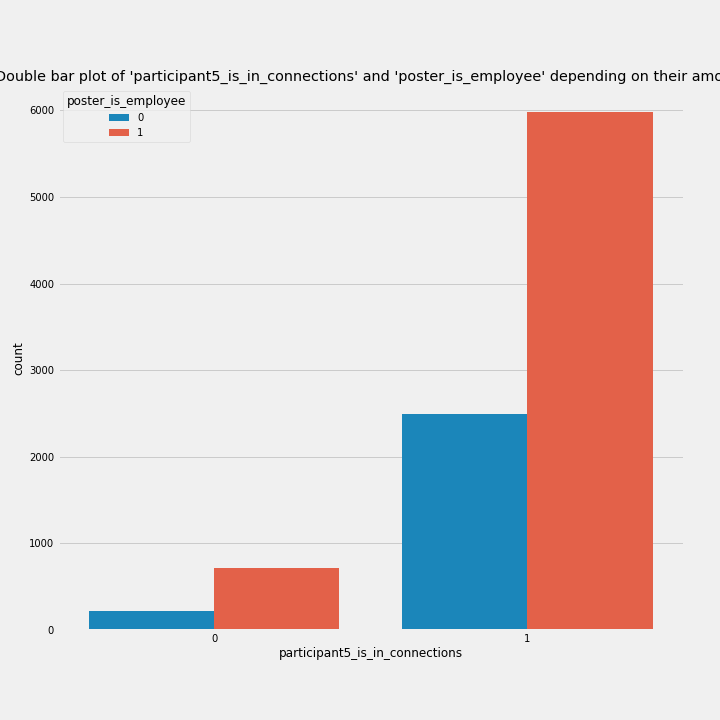 Double bar plot of 'participant5_is_in_connections' and 'poster_is_employee' depending on their amo
poster_is_employee
0
1
6000
5000
4000
3000
2000
1000
0
count
0
1
participant5_is_in_connections